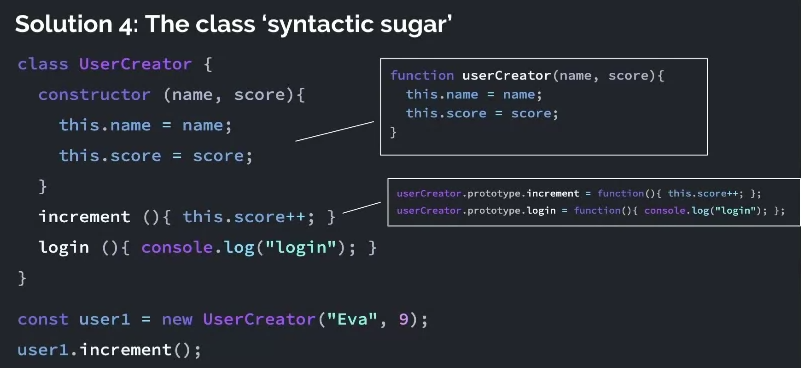 Solution 4: The class ‘syntactic sugar’
class UserCreator {
constructor (name, score){
this.name = name;
this.score = score;
}
increment (){ this.score++; }
login (){ console.log("login"); }
}
const user1 = new UserCreator("Eva", 9);
user1.increment();
function userCreator(name, score){
this.name = name;
this.score = score;
}
userCreator.prototype.increment = function(){ this.score++; };
userCreator.prototype.login = function(){ console.log("login"); };